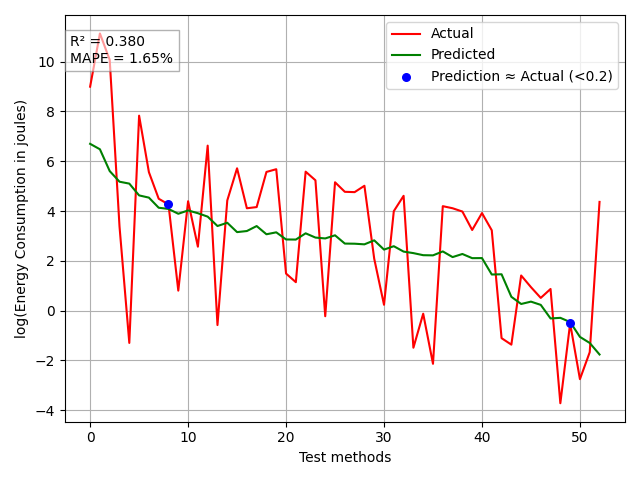 R² = 0.380
MAPE = 1.65%
Actual
Predicted
Prediction ≈ Actual (<0.2)
log(Energy Consumption in joules)
10
8
6
4
2
0
−2
−4
0
10
20
30
40
50
Test methods